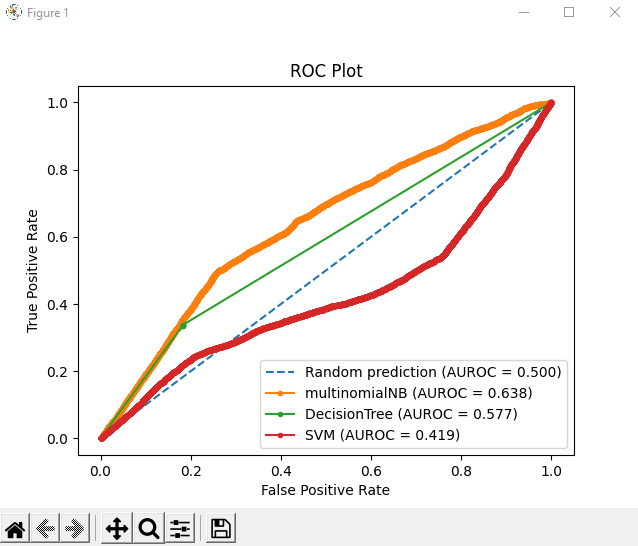 Figure 1
ROC Plot
True Positive Rate
1.0
0.8
0.6
0.4
0.2
0.0
0.0 0.2 0.4 0.6 0.8 1.0
False Positive Rate
Random prediction (AUROC = 0.500)
multinomialNB (AUROC = 0.638)
DecisionTree (AUROC = 0.577)
SVM (AUROC = 0.419)